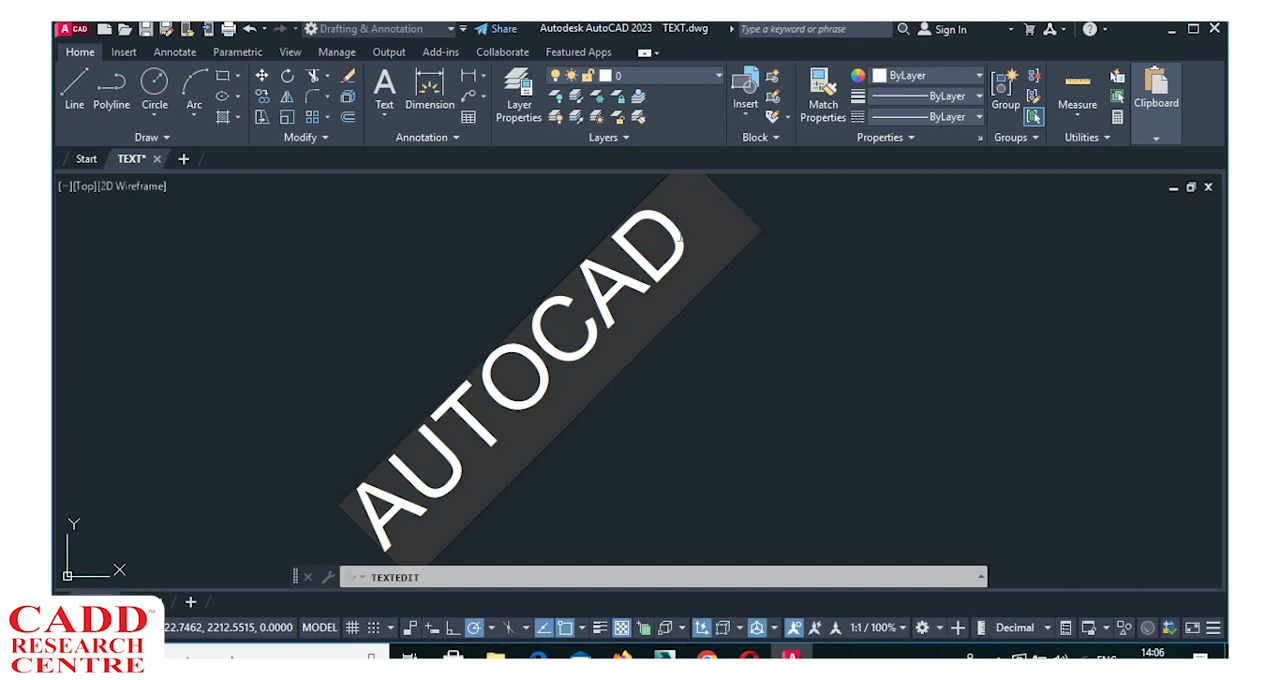 A CAD
Drafting & Annotation
Share
Autodesk AutoCAD 2023 TEXT.dwg
Type a keyword or phrase
Sign In
Home Insert Annotate Parametric View Manage Output Add-ins Collaborate Featured Apps
Line Polyline Circle Arc
Draw
Modify
A
Text Dimension
Annotation
Layer
Properties
0
Layers
Insert
Block
Match
Properties
ByLayer
ByLayer
ByLayer
Properties
Group
Groups
Measure
Utilities
Clipboard
Start TEXT*
[−][Top][2D Wireframe]
AUTOCAD
Y
X
TEXTEDIT
22.7462, 2212.5515, 0.0000 MODEL
1:1 / 100%
Decimal
14:06
CADD™
RESEARCH
CENTRE